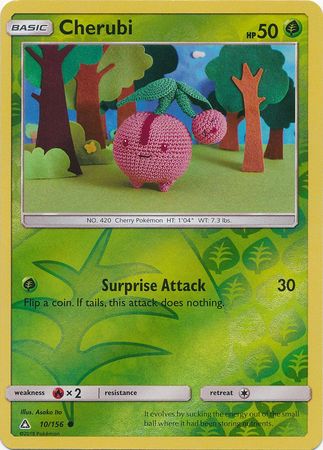 BASIC Cherubi HP 50
NO. 420 Cherry Pokémon HT: 1'04" WT: 7.3 lbs.
Surprise Attack 30
Flip a coin. If tails, this attack does nothing.
weakness × 2 resistance retreat
Illus. Asako Ito
10/156
©2018 Pokémon
It evolves by sucking the energy out of the small
ball where it had been storing nutrients.